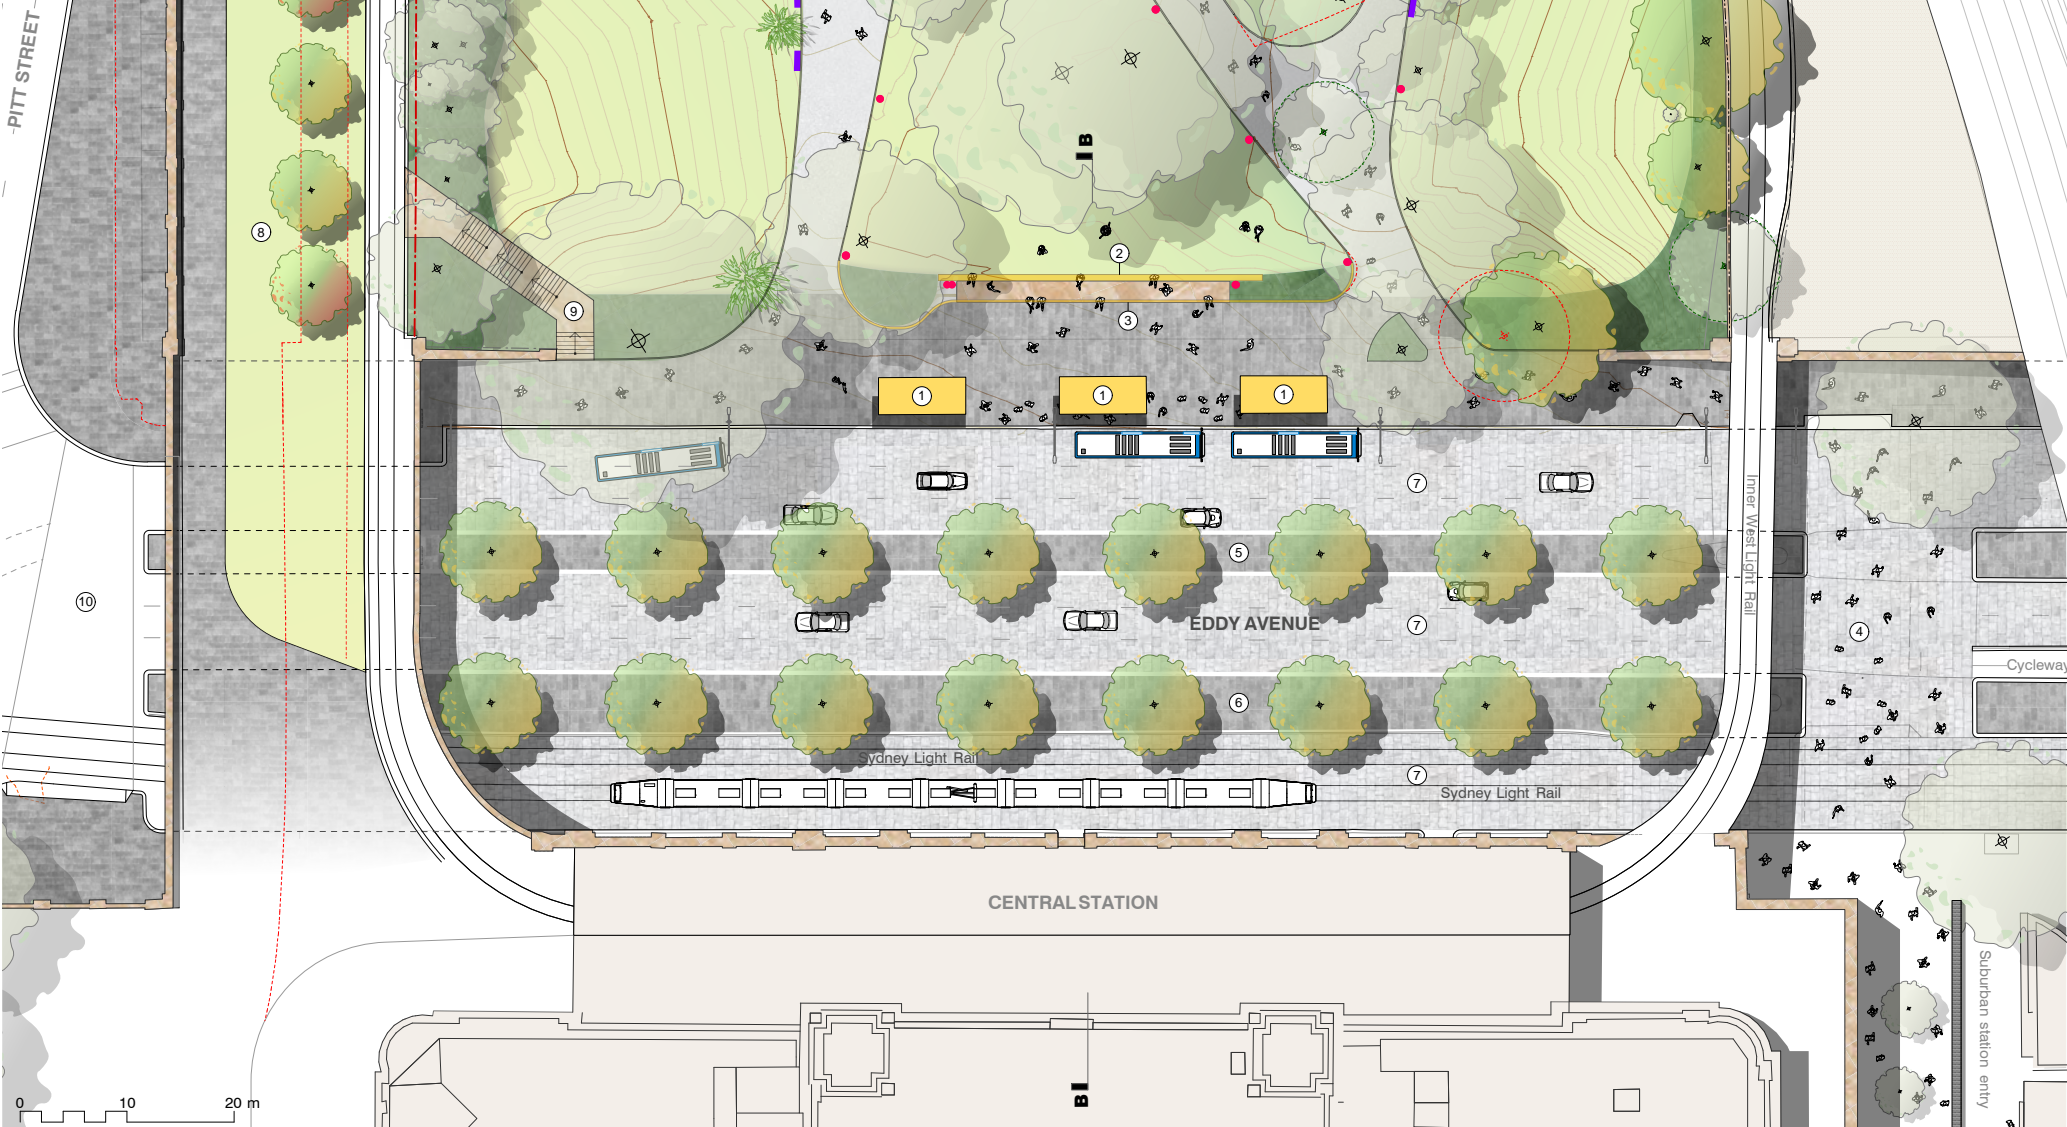 PITT STREET
B
8
2
9
3
1
1
1
7
Inner West Light Rail
5
10
EDDY AVENUE
7
4
Cycleway
6
Sydney Light Rail
7
Sydney Light Rail
CENTRAL STATION
Suburban station entry
B
0 10 20 m